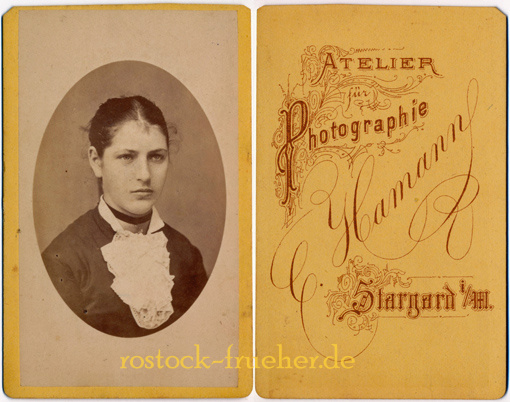 ATELIER
für
Photographie
C. Hamann
Stargard i/M.
rostock-frueher.de